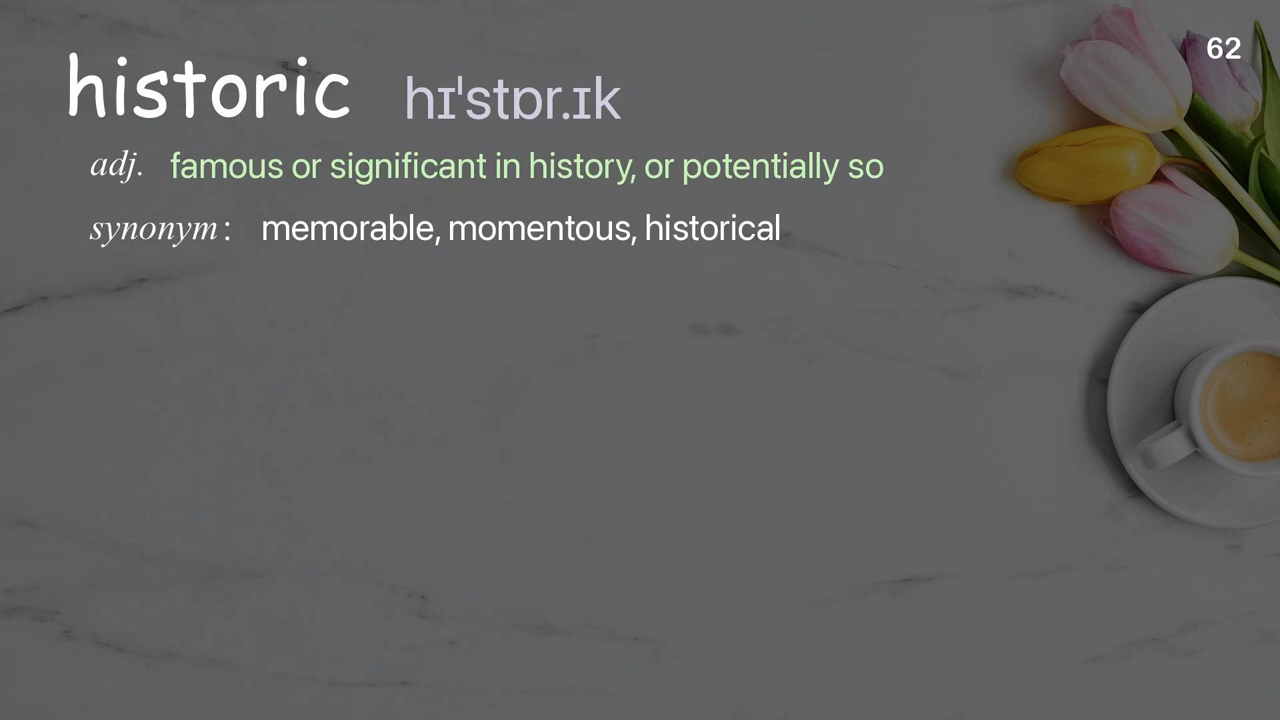 62
historic hɪˈstɒr.ɪk
adj. famous or significant in history, or potentially so
synonym : memorable, momentous, historical